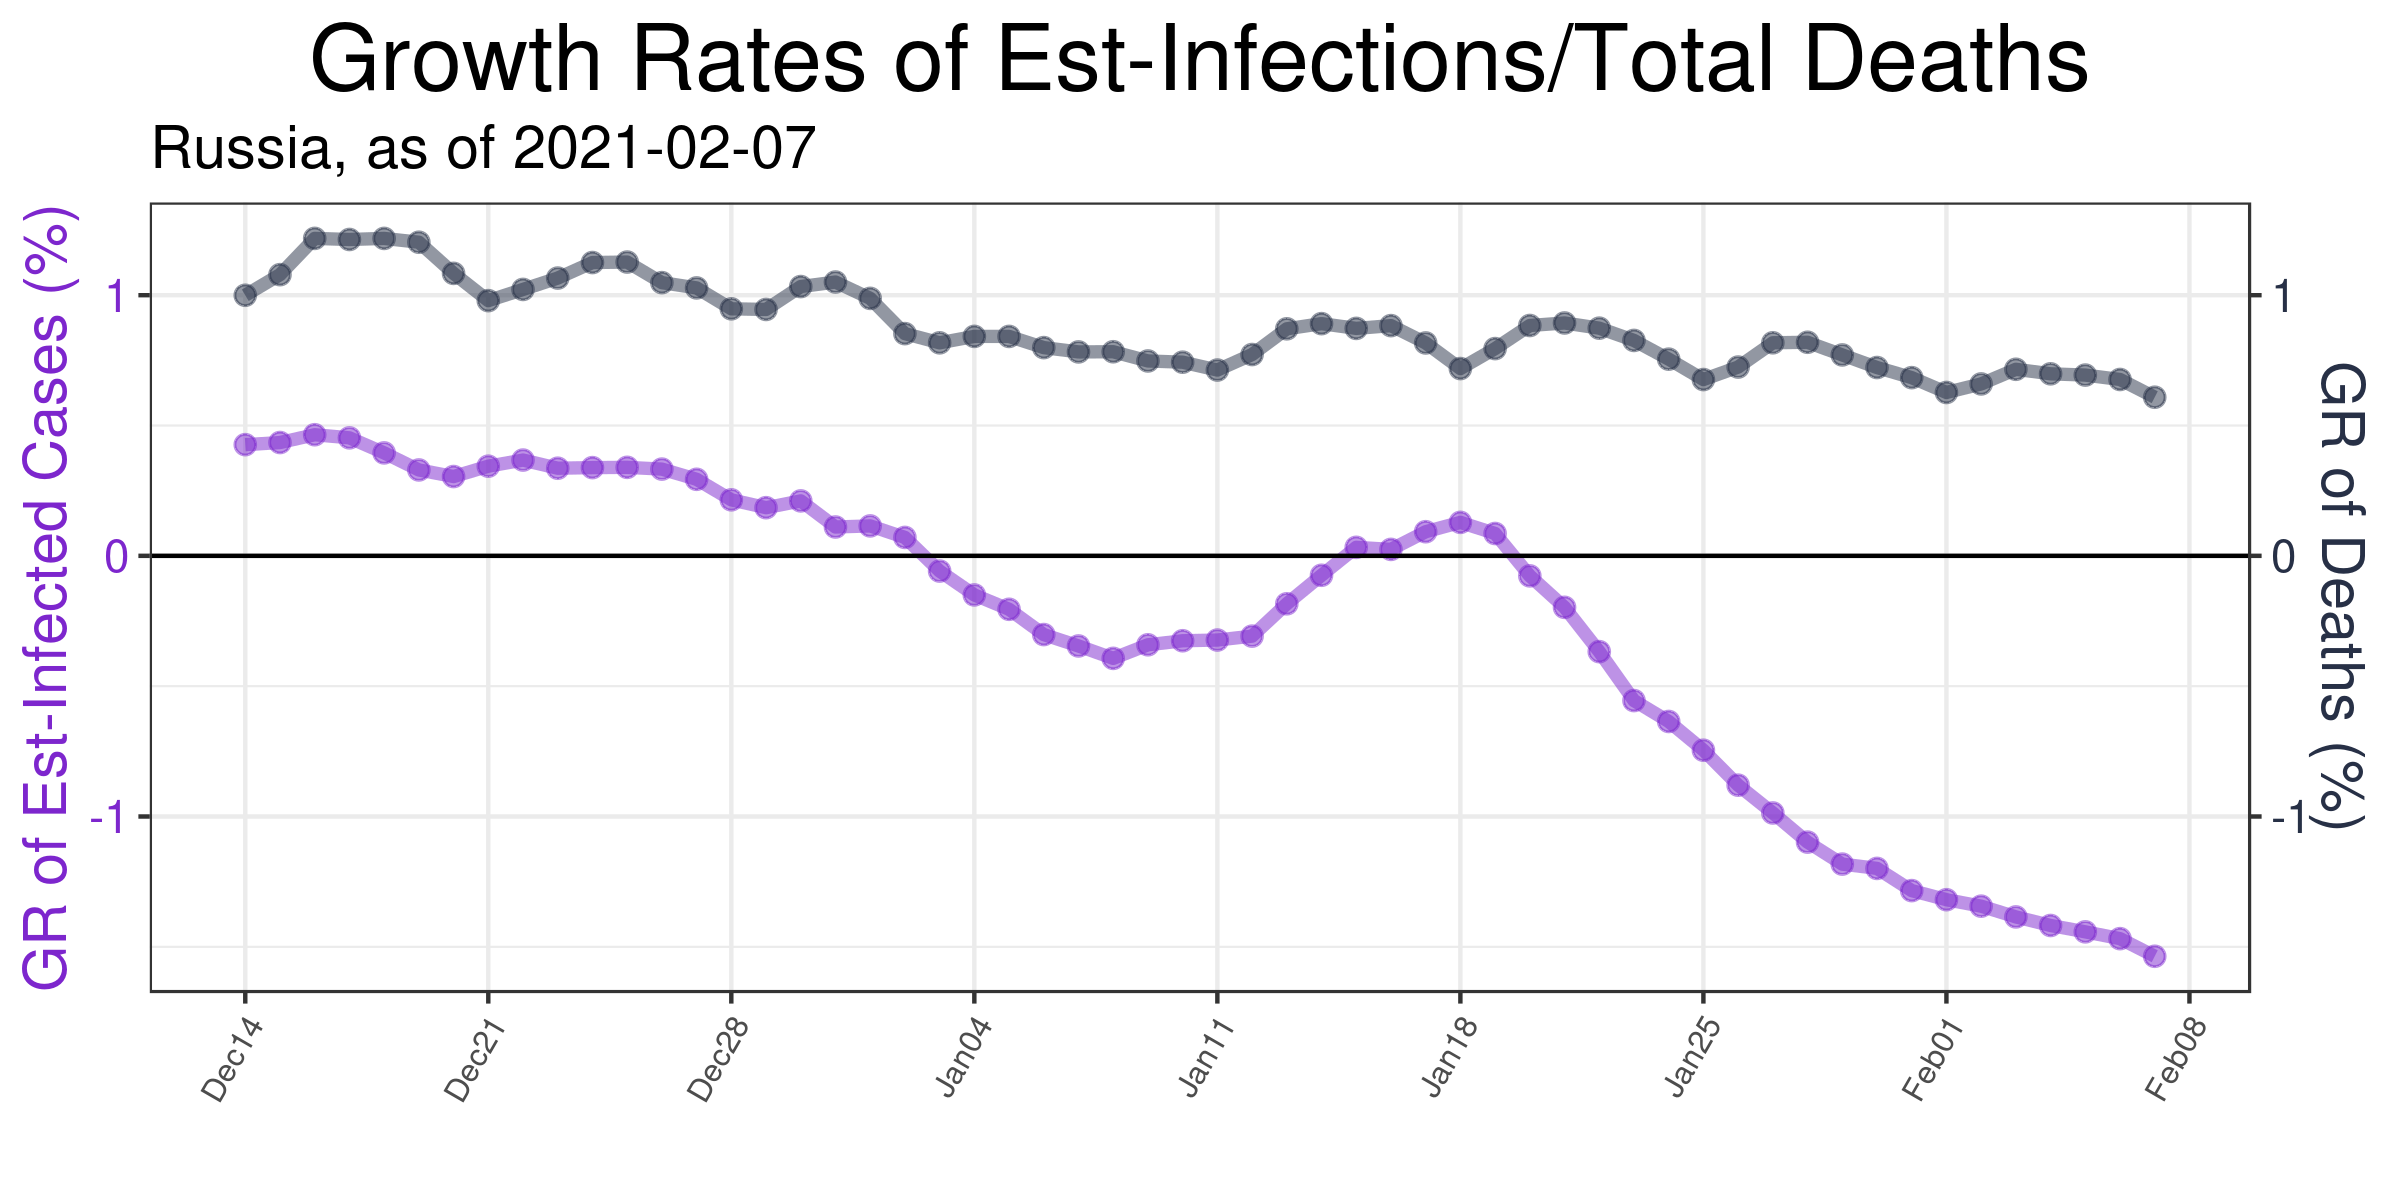 Growth Rates of Est-Infections/Total Deaths
Russia, as of 2021-02-07
GR of Est-Infected Cases (%)
1
0
-1
1
0
-1
GR of Deaths (%)
Dec14
Dec21
Dec28
Jan04
Jan11
Jan18
Jan25
Feb01
Feb08